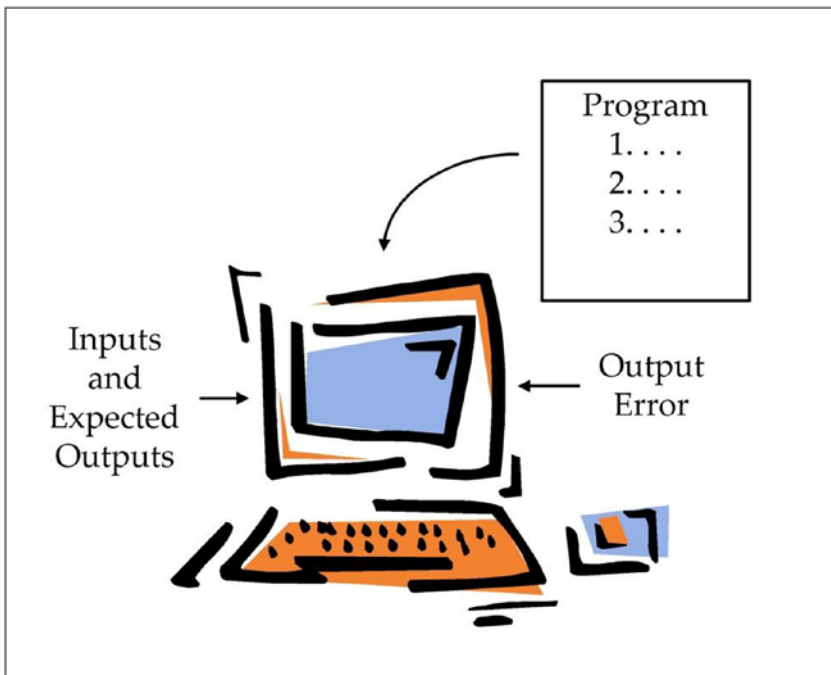 Program
1. . . .
2. . . .
3. . . .
Inputs
and
Expected
Outputs
Output
Error